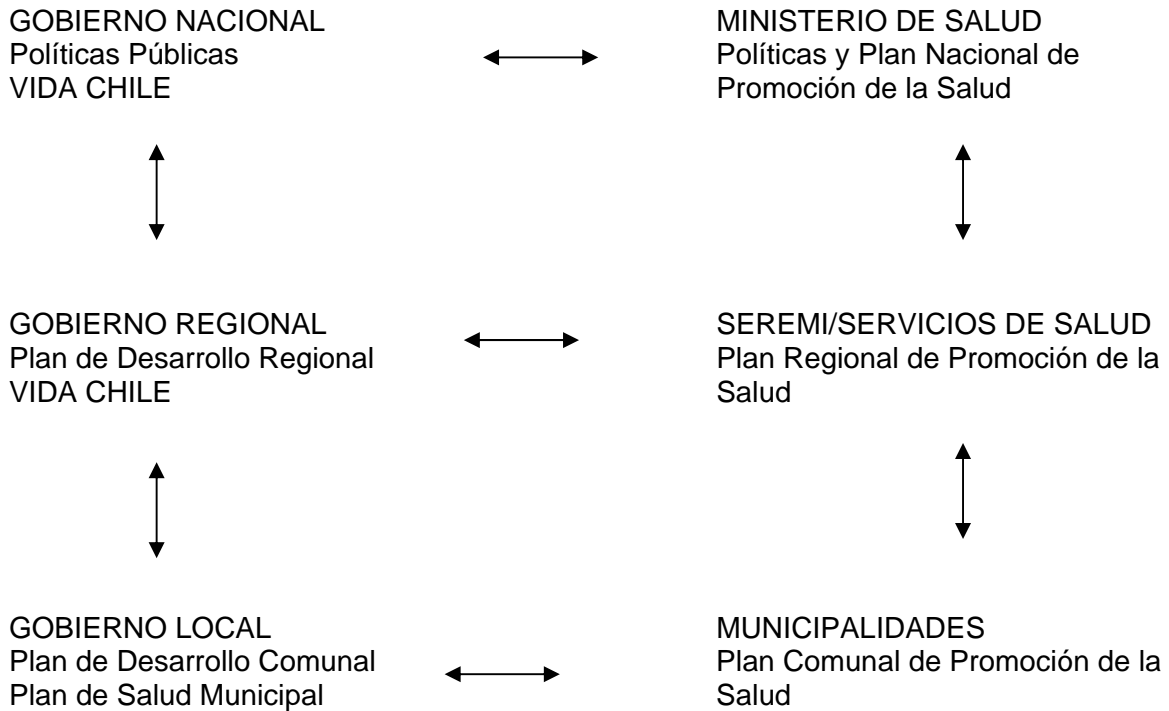 GOBIERNO NACIONAL
Políticas Públicas
VIDA CHILE
MINISTERIO DE SALUD
Políticas y Plan Nacional de
Promoción de la Salud
GOBIERNO REGIONAL
Plan de Desarrollo Regional
VIDA CHILE
SEREMI/SERVICIOS DE SALUD
Plan Regional de Promoción de la
Salud
GOBIERNO LOCAL
Plan de Desarrollo Comunal
Plan de Salud Municipal
MUNICIPALIDADES
Plan Comunal de Promoción de la
Salud